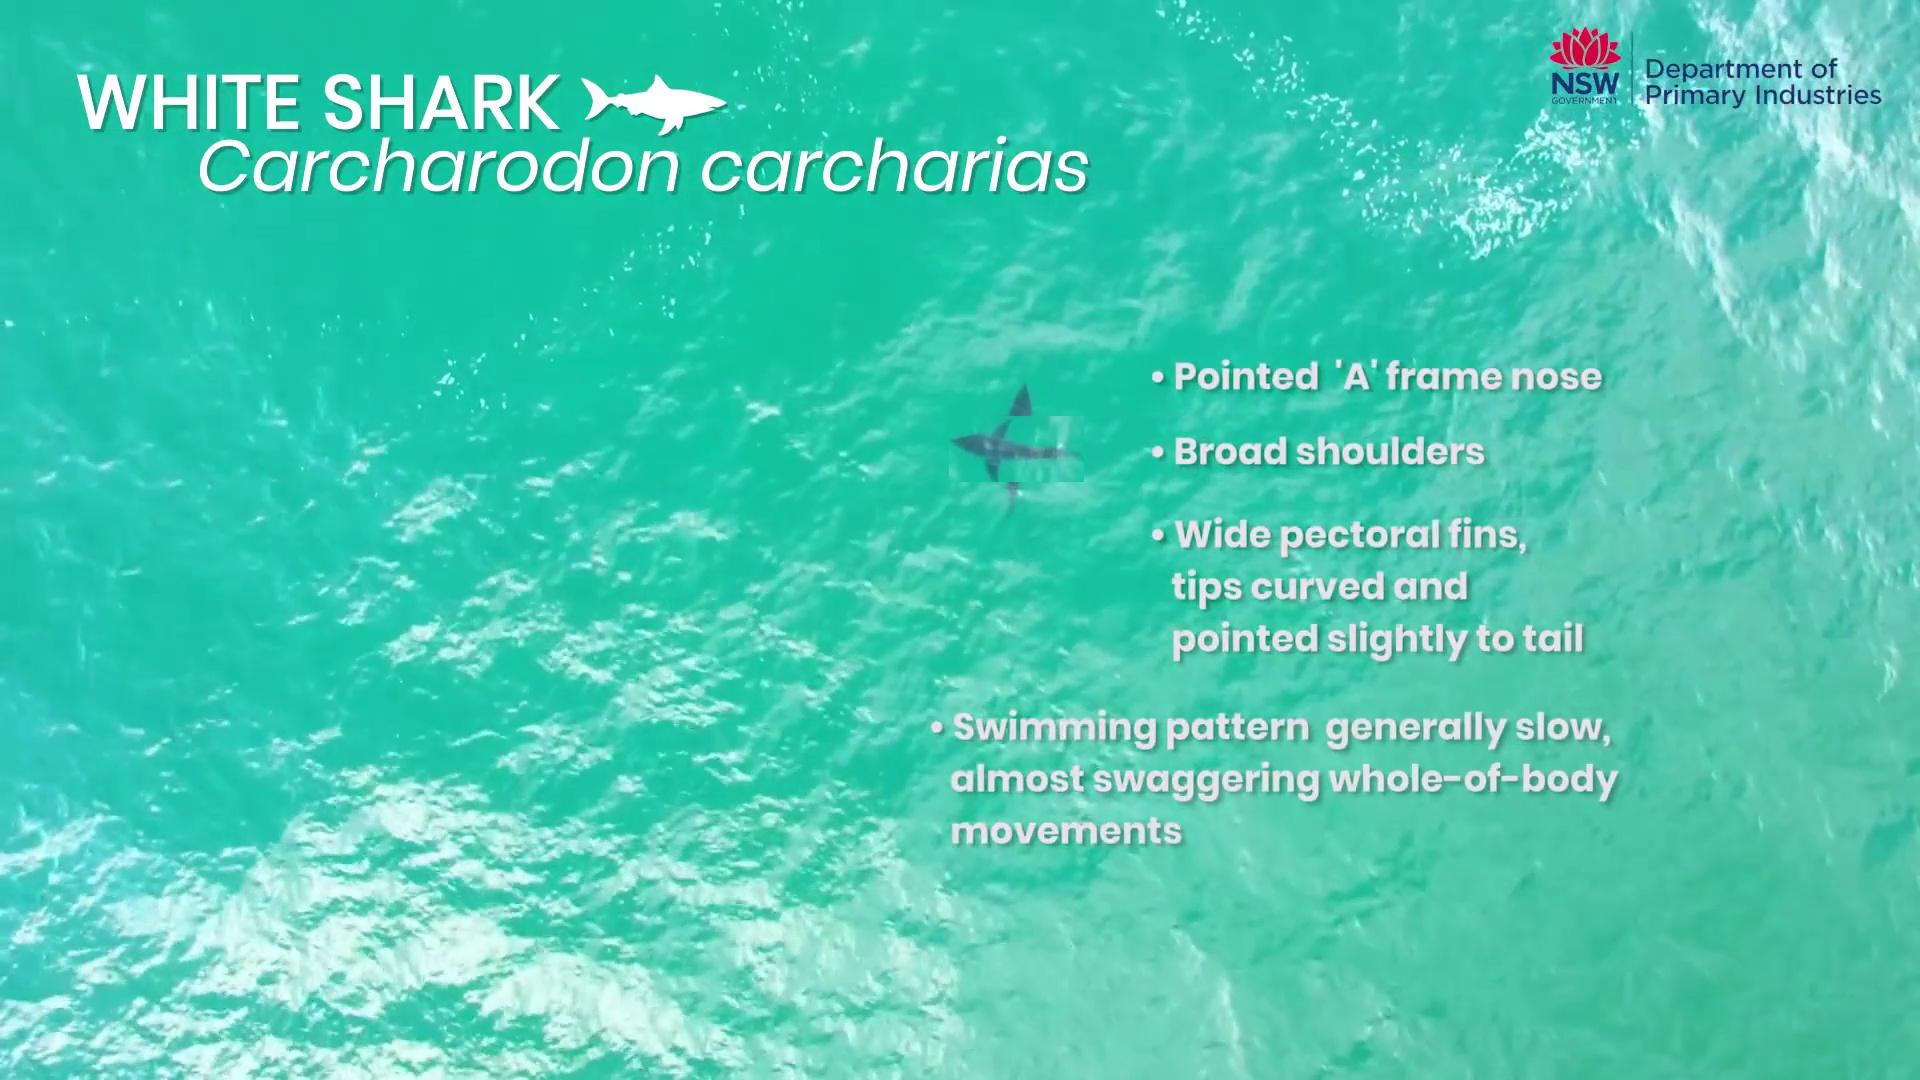 WHITE SHARK
Carcharodon carcharias
NSW
GOVERNMENT
Department of
Primary Industries
• Pointed 'A' frame nose
• Broad shoulders
• Wide pectoral fins,
tips curved and
pointed slightly to tail
• Swimming pattern generally slow,
almost swaggering whole-of-body
movements